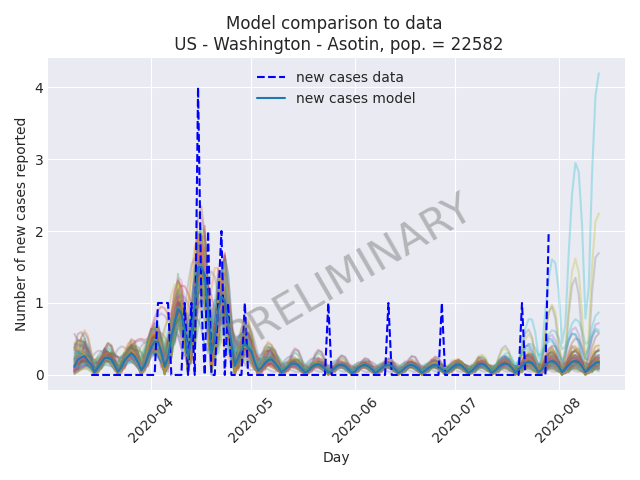 Model comparison to data
US - Washington - Asotin, pop. = 22582
new cases data
new cases model
PRELIMINARY
Number of new cases reported
4
3
2
1
0
2020-04
2020-05
2020-06
2020-07
2020-08
Day